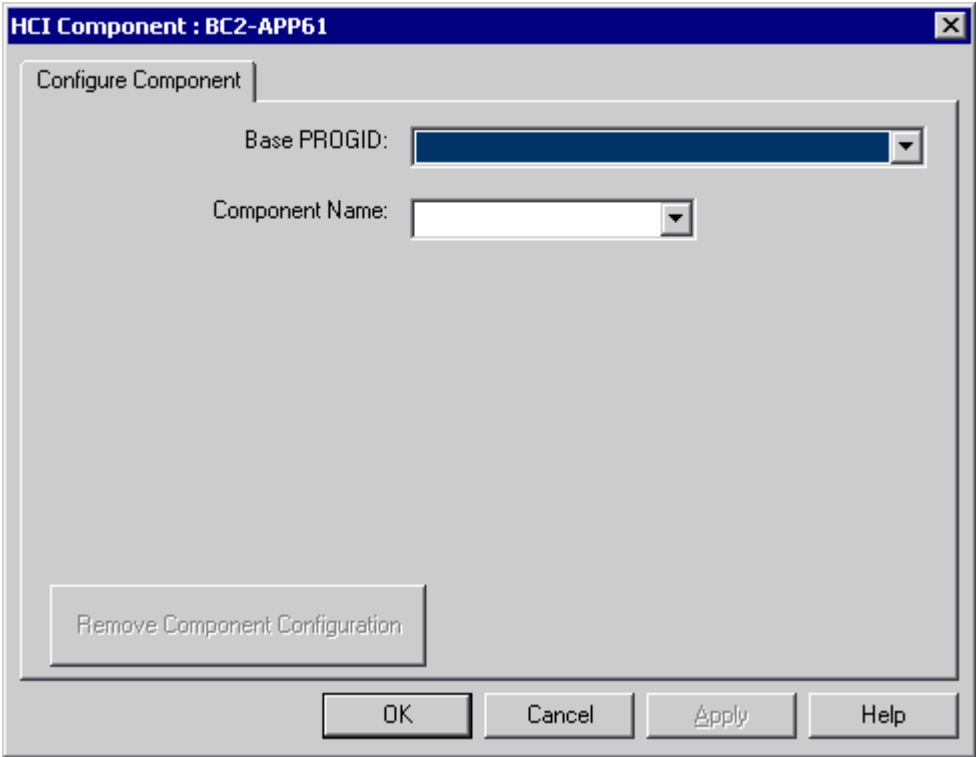 HCI Component : BC2-APP61
Configure Component
Base PROGID:
Component Name:
Remove Component Configuration
OK Cancel Apply Help